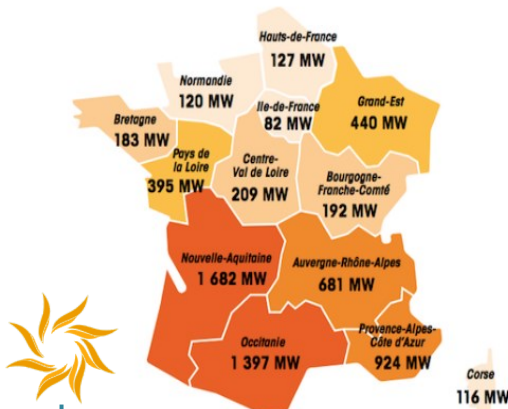 Hauts-de-France
127 MW
Normandie
120 MW
Ile-de-France
82 MW
Grand-Est
440 MW
Bretagne
183 MW
Pays de
la Loire
395 MW
Centre-
Val de Loire
209 MW
Bourgogne-
Franche-Comté
192 MW
Nouvelle-Aquitaine
1 682 MW
Auvergne-Rhône-Alpes
681 MW
Occitanie
1 397 MW
Provence-Alpes-
Côte d'Azur
924 MW
Corse
116 MW